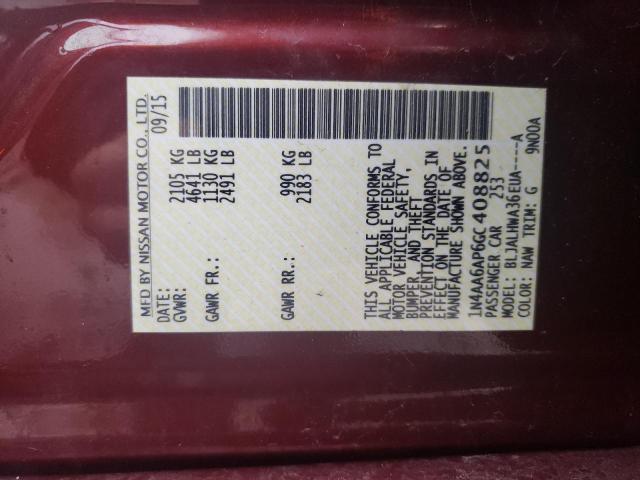 MFD BY NISSAN MOTOR CO., LTD.
DATE: 09/15
GVWR: 2105 KG
4641 LB
GAWR FR.: 1130 KG
2491 LB
GAWR RR.: 990 KG
2183 LB
THIS VEHICLE CONFORMS TO
ALL APPLICABLE FEDERAL
MOTOR VEHICLE SAFETY,
BUMPER, AND THEFT
PREVENTION STANDARDS IN
EFFECT ON THE DATE OF
MANUFACTURE SHOWN ABOVE.
1N4AA6AP6GC408825
PASSENGER CAR 253
MODEL: BLJALHWA36EUA-----A
COLOR: NAW TRIM: G 9N00A